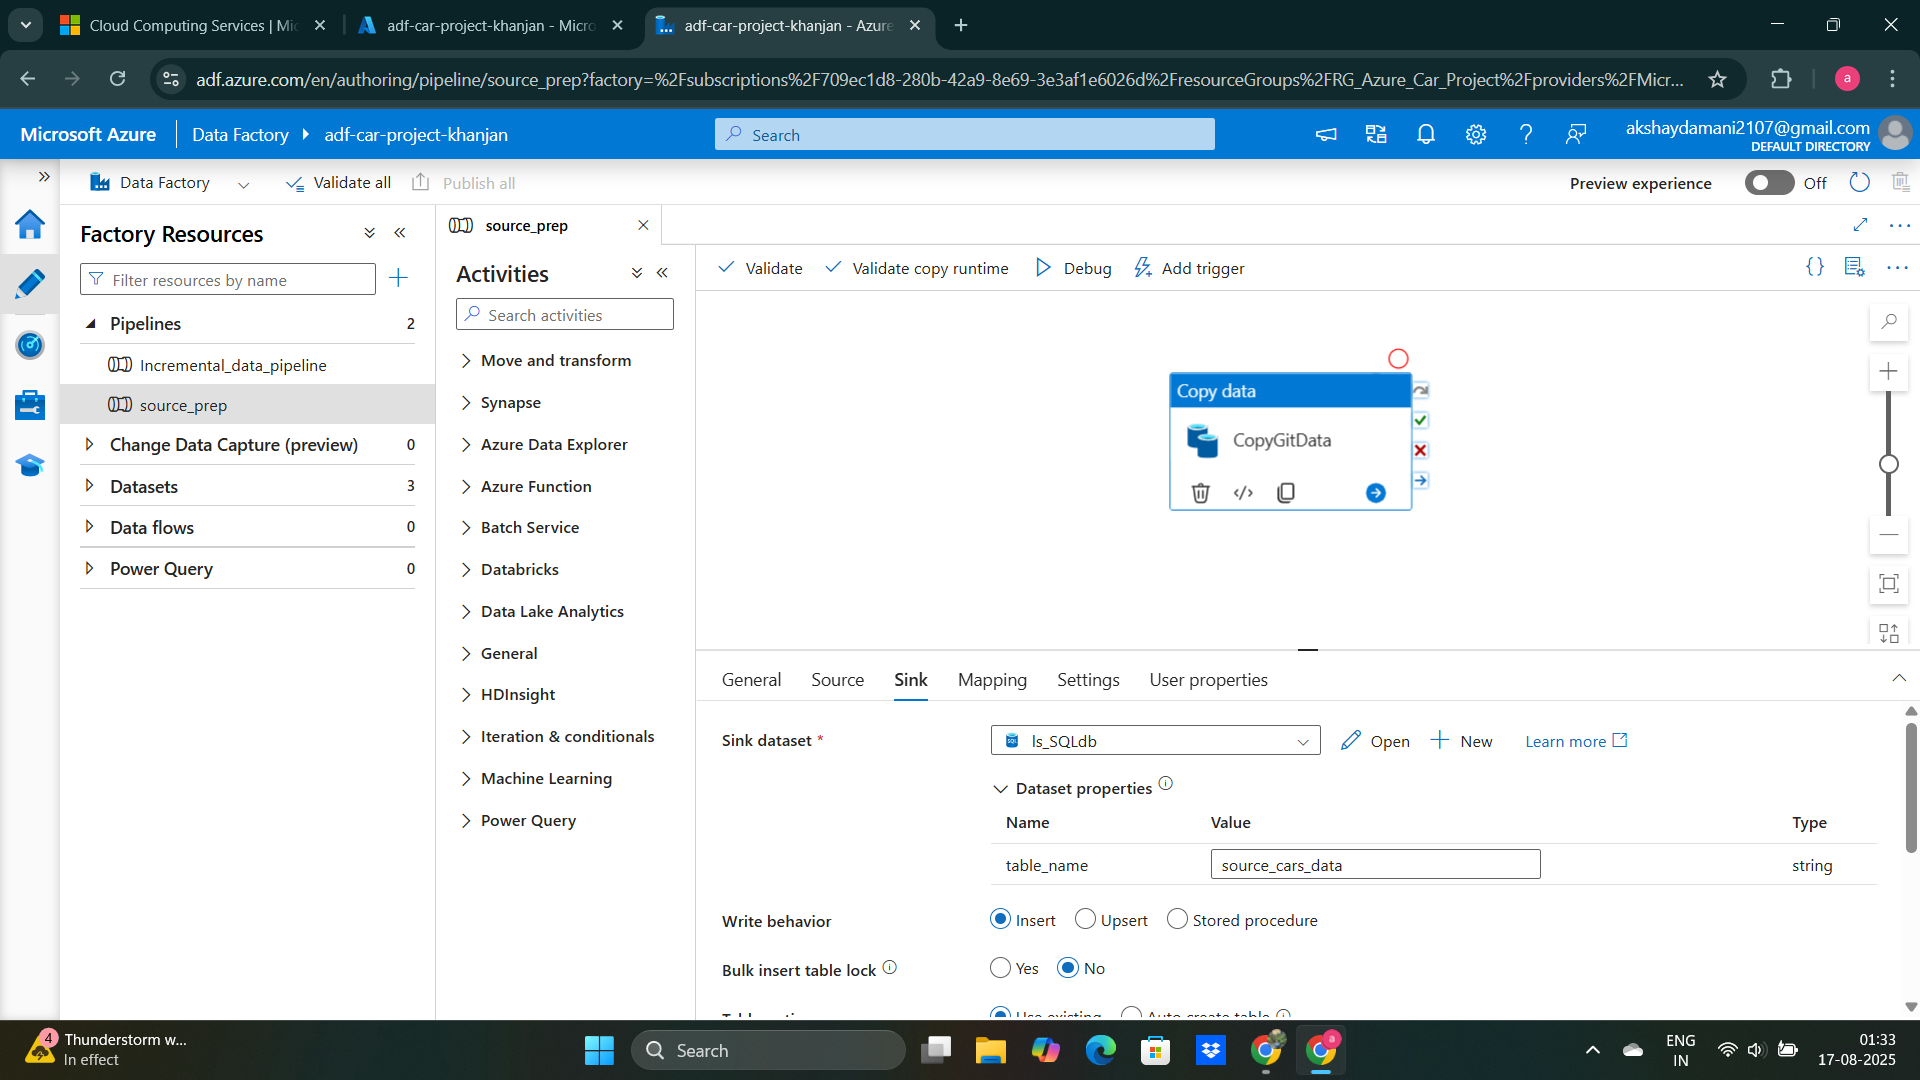 Cloud Computing Services | Mic
adf-car-project-khanjan - Micro
adf-car-project-khanjan - Azure
adf.azure.com/en/authoring/pipeline/source_prep?factory=%2Fsubscriptions%2F709ec1d8-280b-42a9-8e69-3e3af1e6026d%2FresourceGroups%2FRG_Azure_Car_Project%2Fproviders%2FMicr...
a
Microsoft Azure
Data Factory
adf-car-project-khanjan
Search
akshaydamani2107@gmail.com
DEFAULT DIRECTORY
Data Factory
Validate all
Publish all
Preview experience
Off
Factory Resources
Filter resources by name
Pipelines 2
Incremental_data_pipeline
source_prep
Change Data Capture (preview) 0
Datasets 3
Data flows 0
Power Query 0
source_prep
Activities
Search activities
Move and transform
Synapse
Azure Data Explorer
Azure Function
Batch Service
Databricks
Data Lake Analytics
General
HDInsight
Iteration & conditionals
Machine Learning
Power Query
Validate
Validate copy runtime
Debug
Add trigger
Copy data
CopyGitData
General
Source
Sink
Mapping
Settings
User properties
Sink dataset *
SQL
ls_SQLdb
Open
New
Learn more
Dataset properties
Name Value Type
table_name source_cars_data string
Write behavior
Insert
Upsert
Stored procedure
Bulk insert table lock
Yes
No
Use existing
Auto create table
4
Thunderstorm w...
In effect
Search
a
ENG
IN
01:33
17-08-2025